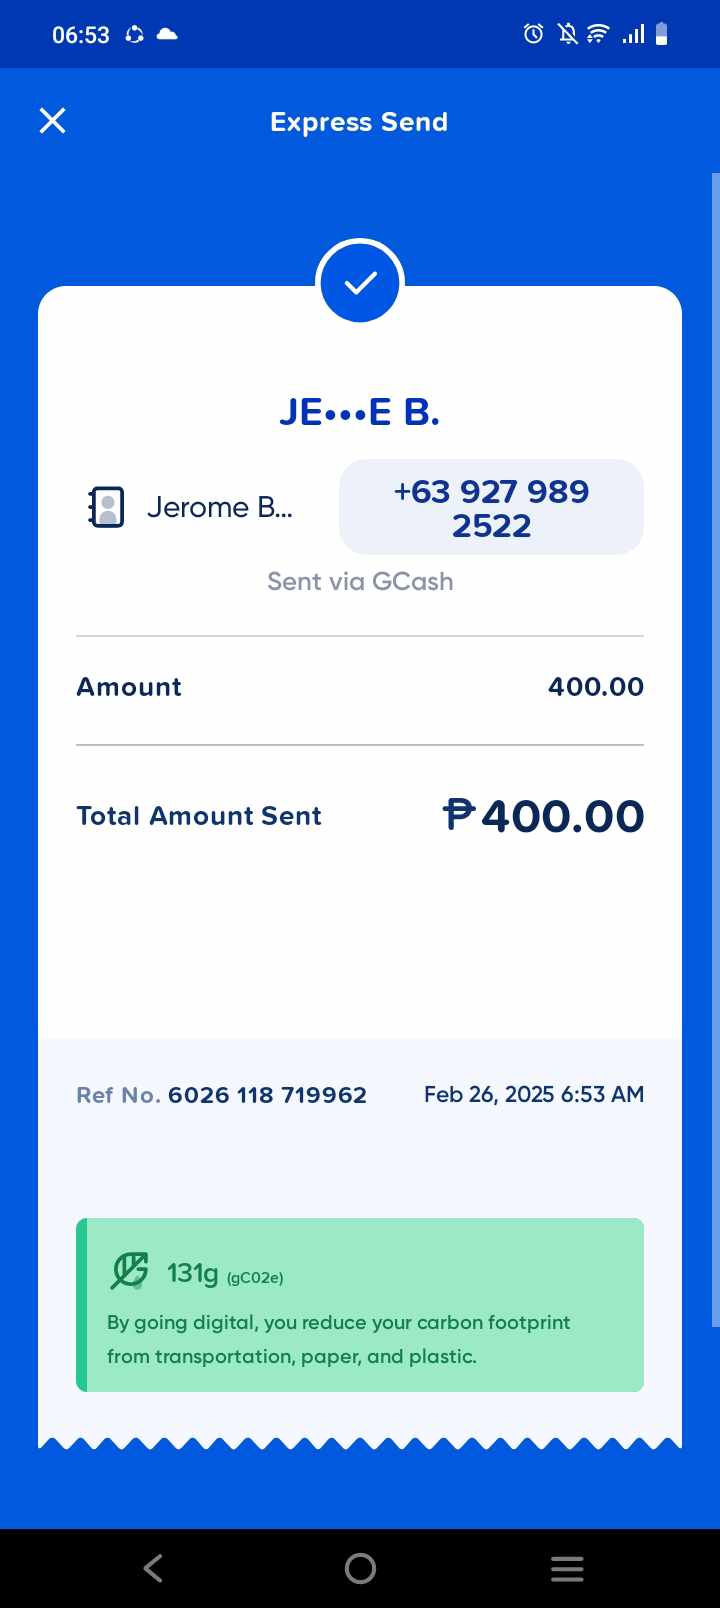 06:53
Express Send
JE•••E B.
Jerome B...
+63 927 989
2522
Sent via GCash
Amount 400.00
Total Amount Sent ₱400.00
Ref No. 6026 118 719962 Feb 26, 2025 6:53 AM
131g (gCO2e)
By going digital, you reduce your carbon footprint
from transportation, paper, and plastic.